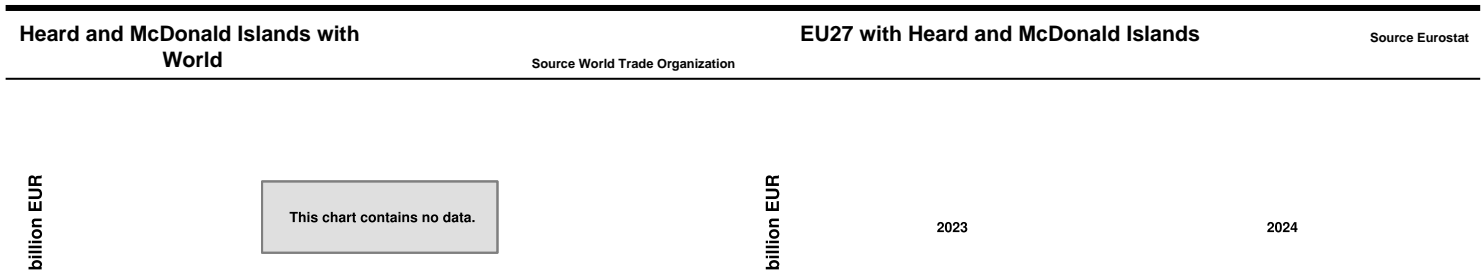 Heard and McDonald Islands with
World
Source World Trade Organization
billion EUR
This chart contains no data.
EU27 with Heard and McDonald Islands
Source Eurostat
billion EUR
2023
2024